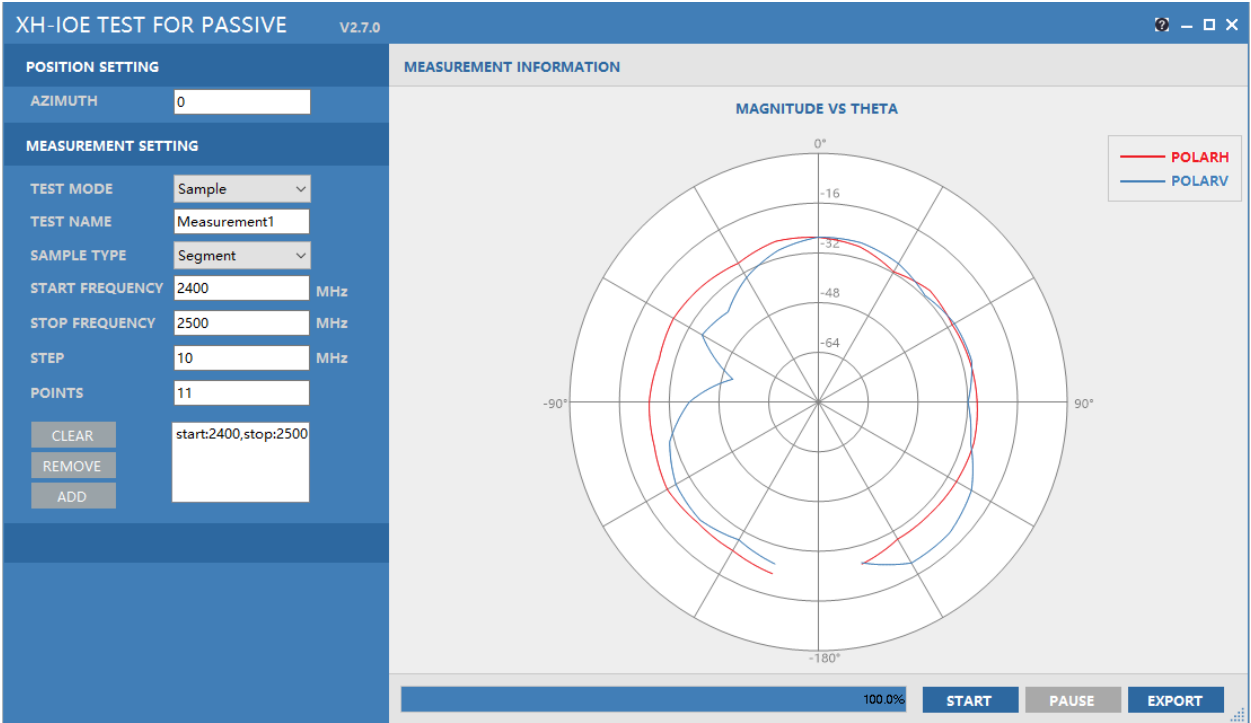 XH-IOE TEST FOR PASSIVE V2.7.0
POSITION SETTING
AZIMUTH 0
MEASUREMENT SETTING
TEST MODE Sample
TEST NAME Measurement1
SAMPLE TYPE Segment
START FREQUENCY 2400 MHz
STOP FREQUENCY 2500 MHz
STEP 10 MHz
POINTS 11
CLEAR
REMOVE
ADD
start:2400,stop:2500
MEASUREMENT INFORMATION
MAGNITUDE VS THETA
POLARH
POLARV
0°
-16
-32
-48
-64
-90°
90°
-180°
100.0%
START PAUSE EXPORT